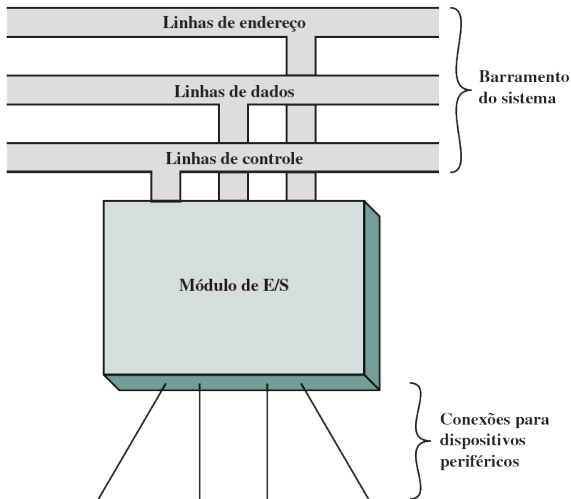 Linhas de endereço
Linhas de dados
Linhas de controle
Barramento
do sistema
Módulo de E/S
Conexões para
dispositivos
periféricos